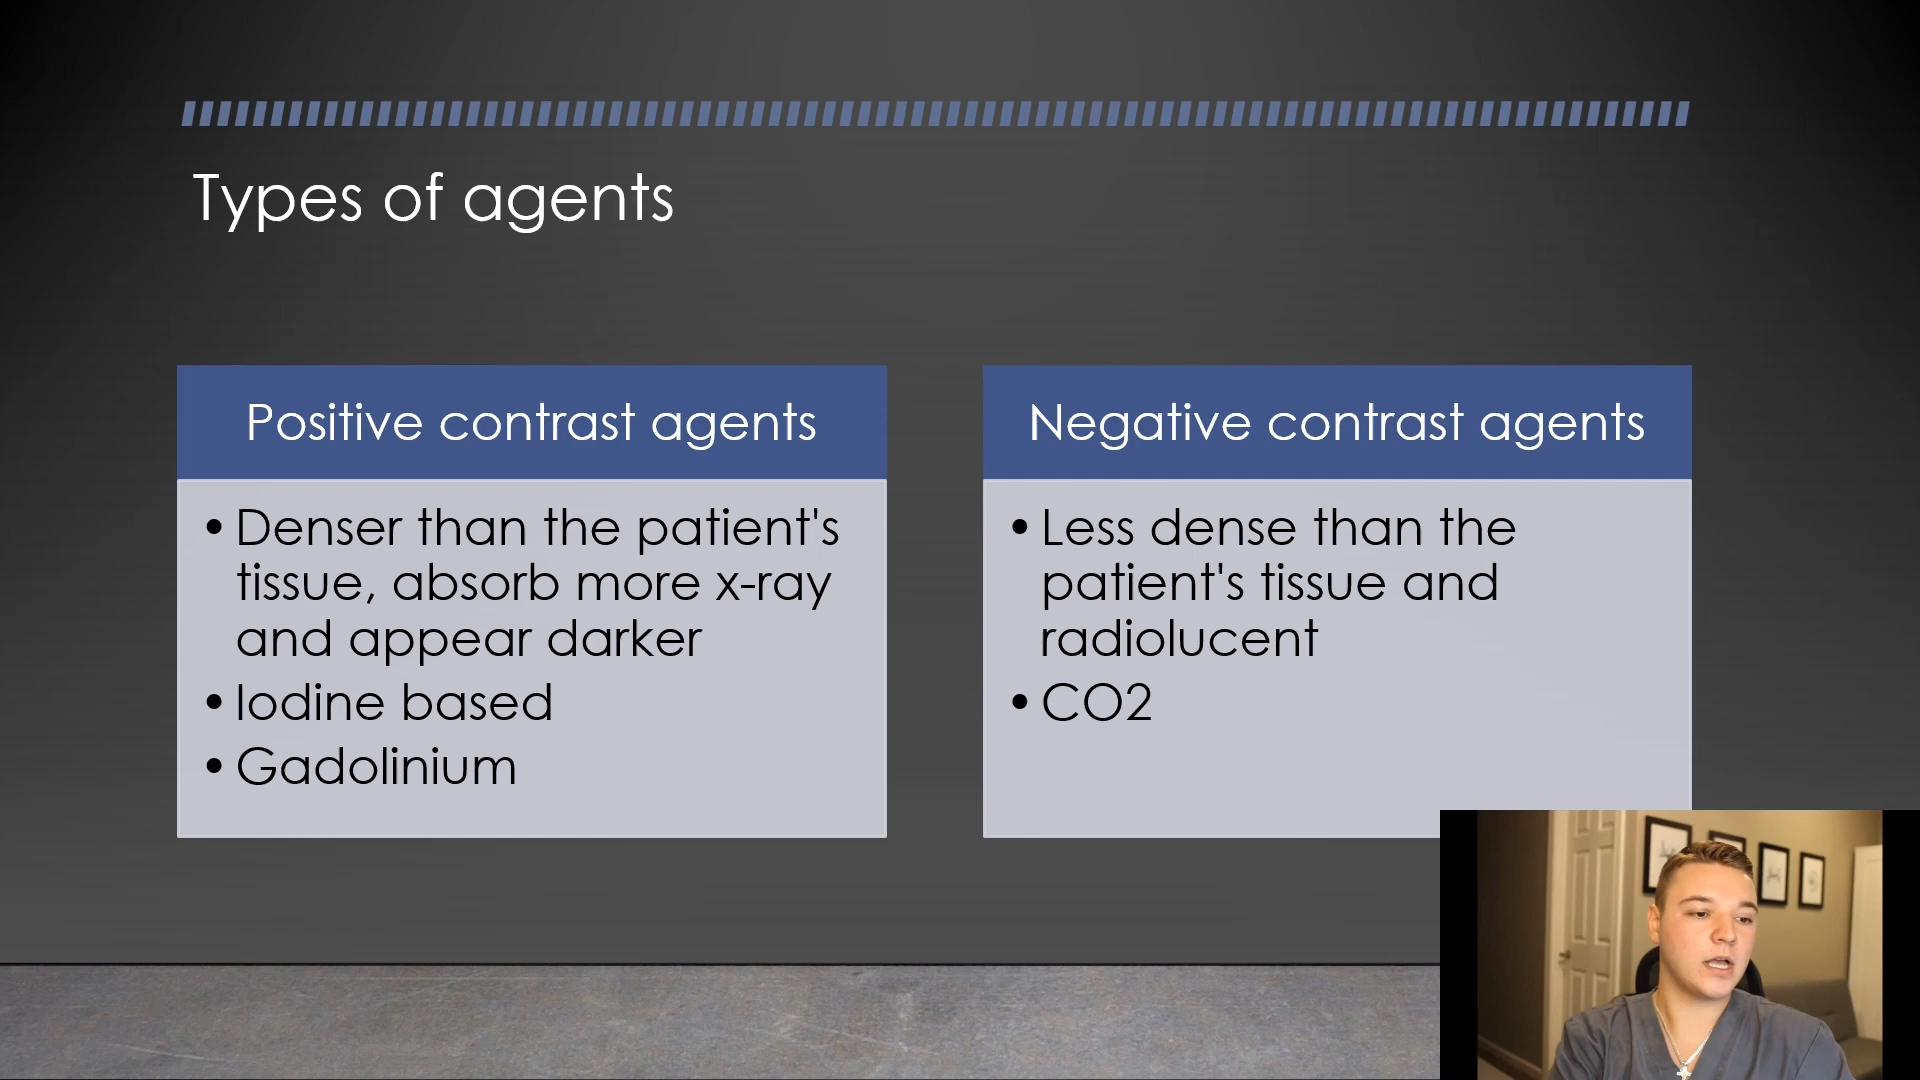 Types of agents
Positive contrast agents
• Denser than the patient's
tissue, absorb more x-ray
and appear darker
• Iodine based
• Gadolinium
Negative contrast agents
• Less dense than the
patient's tissue and
radiolucent
• CO2